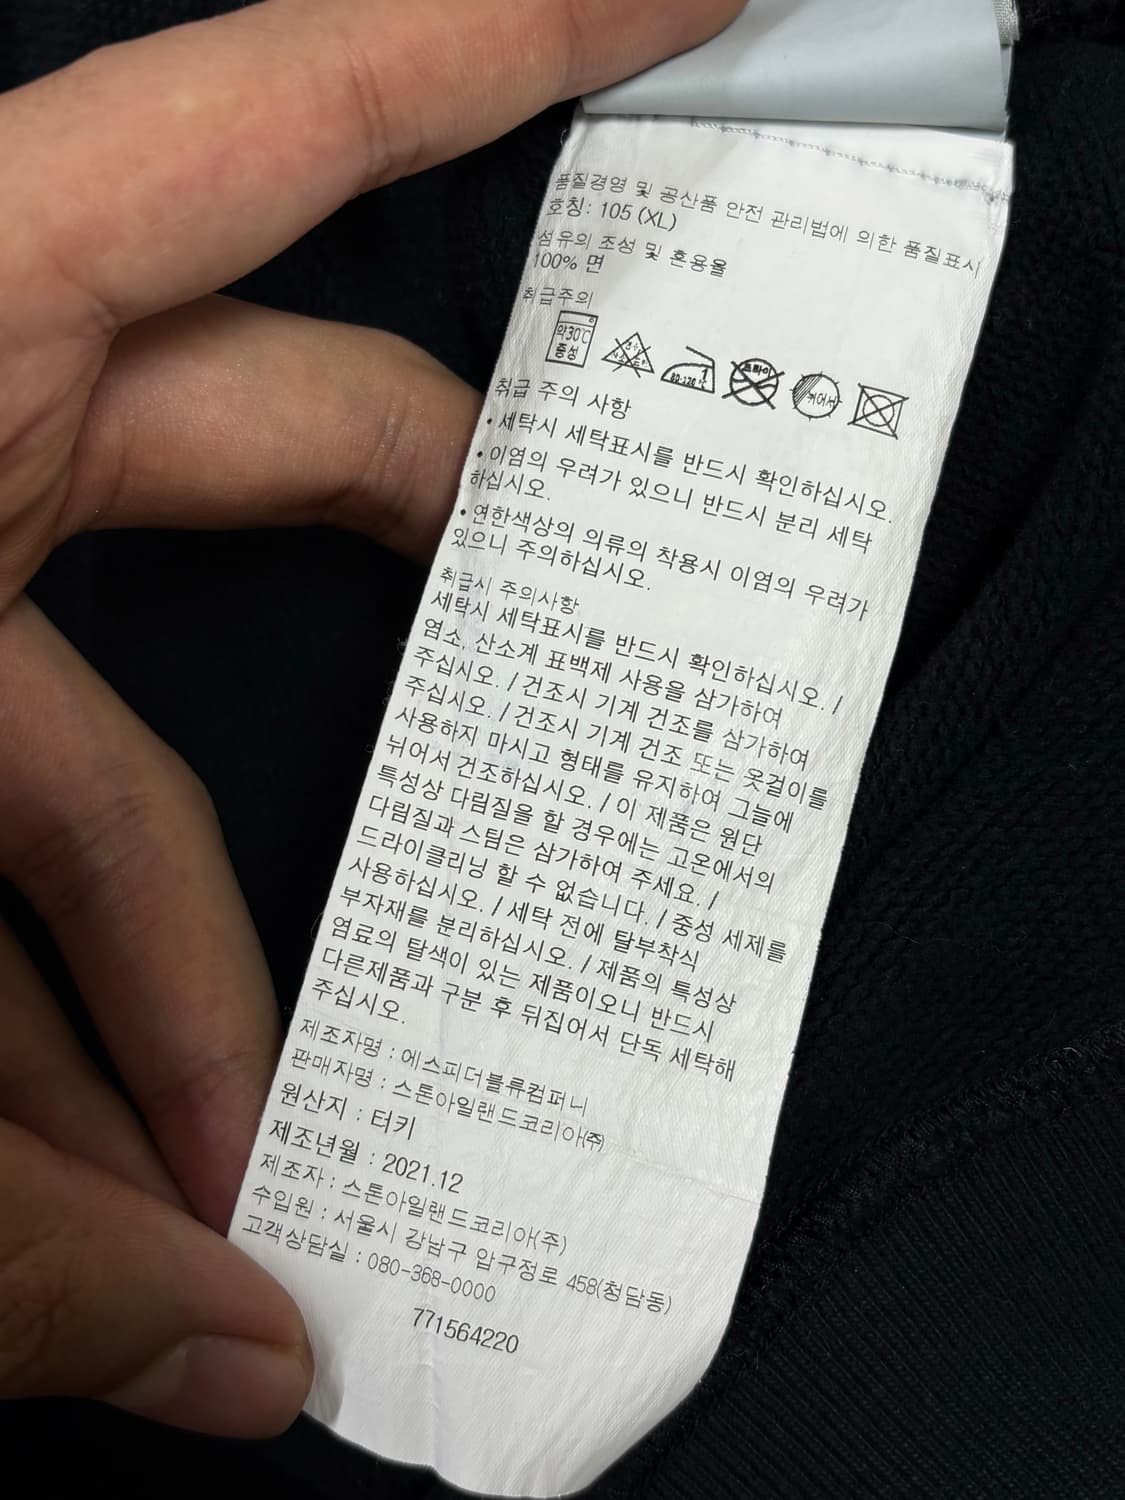 품질경영 및 공산품 안전 관리법에 의한 품질표시
호칭: 105 (XL)
섬유의 조성 및 혼용율
100% 면
취급주의
약30℃
중성
80-120℃
드라이
뉘어서
취급 주의 사항
• 세탁시 세탁표시를 반드시 확인하십시오.
• 이염의 우려가 있으니 반드시 분리 세탁
하십시오.
• 연한색상의 의류의 착용시 이염의 우려가
있으니 주의하십시오.
취급시 주의사항
세탁시 세탁표시를 반드시 확인하십시오. /
염소, 산소계 표백제 사용을 삼가하여
주십시오. / 건조시 기계 건조를 삼가하여
주십시오. / 건조시 기계 건조 또는 옷걸이를
사용하지 마시고 형태를 유지하여 그늘에
뉘어서 건조하십시오. / 이 제품은 원단
특성상 다림질을 할 경우에는 고온에서의
다림질과 스팀은 삼가하여 주세요. /
드라이클리닝 할 수 없습니다. / 중성 세제를
사용하십시오. / 세탁 전에 탈부착식
부자재를 분리하십시오. / 제품의 특성상
염료의 탈색이 있는 제품이오니 반드시
다른제품과 구분 후 뒤집어서 단독 세탁해
주십시오.
제조자명 : 에스피더블류컴퍼니
판매자명 : 스톤아일랜드코리아(주)
원산지 : 터키
제조년월 : 2021.12
제조자 : 스톤아일랜드코리아(주)
수입원 : 서울시 강남구 압구정로 458(청담동)
고객상담실 : 080-368-0000
771564220